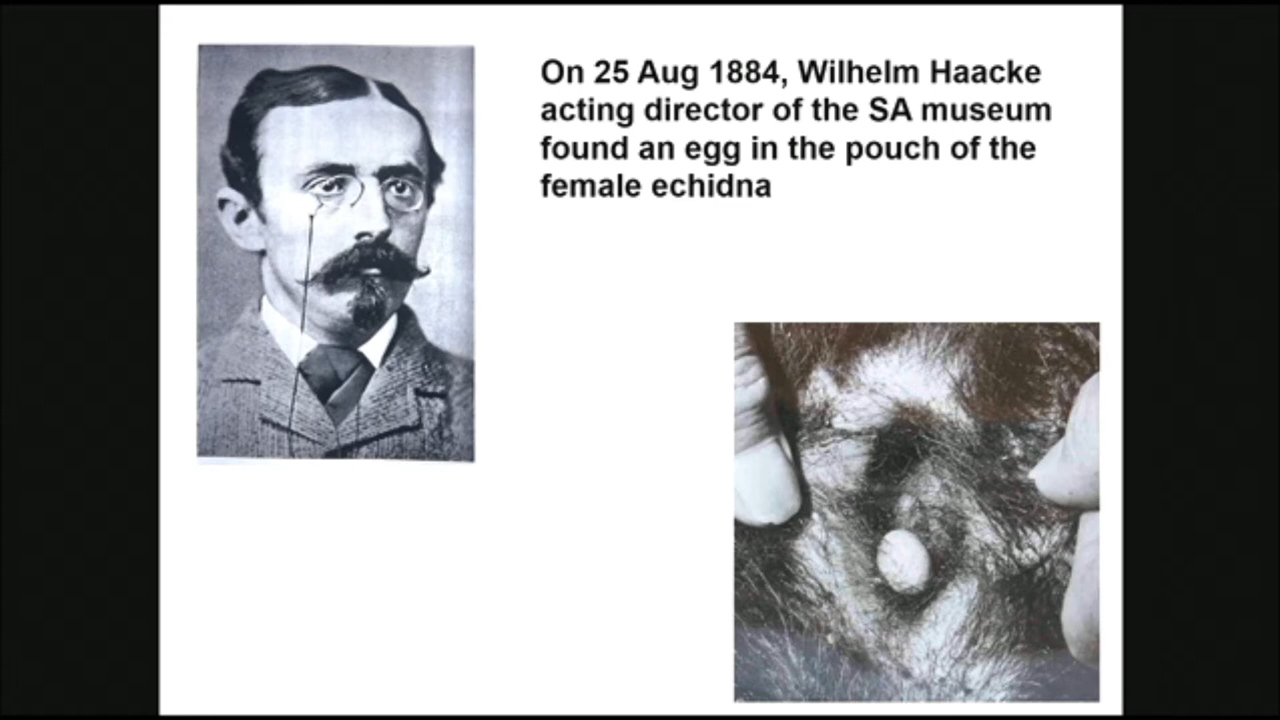 On 25 Aug 1884, Wilhelm Haacke
acting director of the SA museum
found an egg in the pouch of the
female echidna